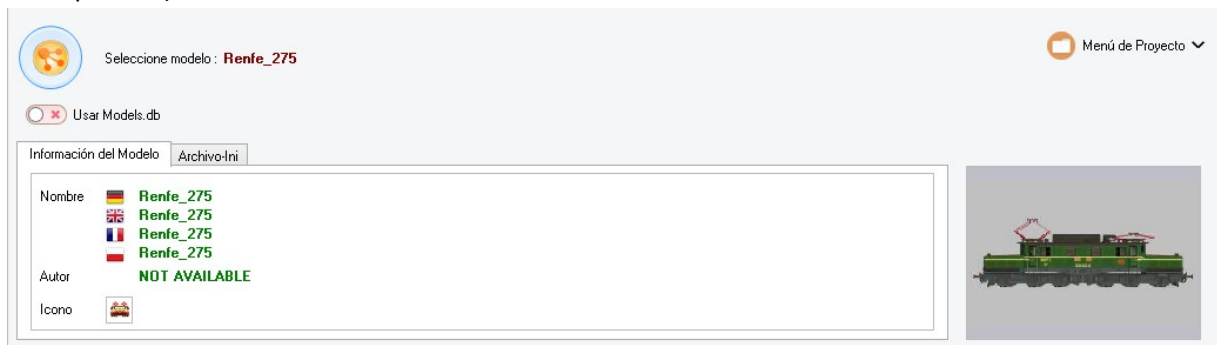 Seleccione modelo : Renfe_275
Menú de Proyecto
Usar Models.db
Información del Modelo Archivo-Ini
Nombre Renfe_275
Renfe_275
Renfe_275
Renfe_275
Autor NOT AVAILABLE
Icono